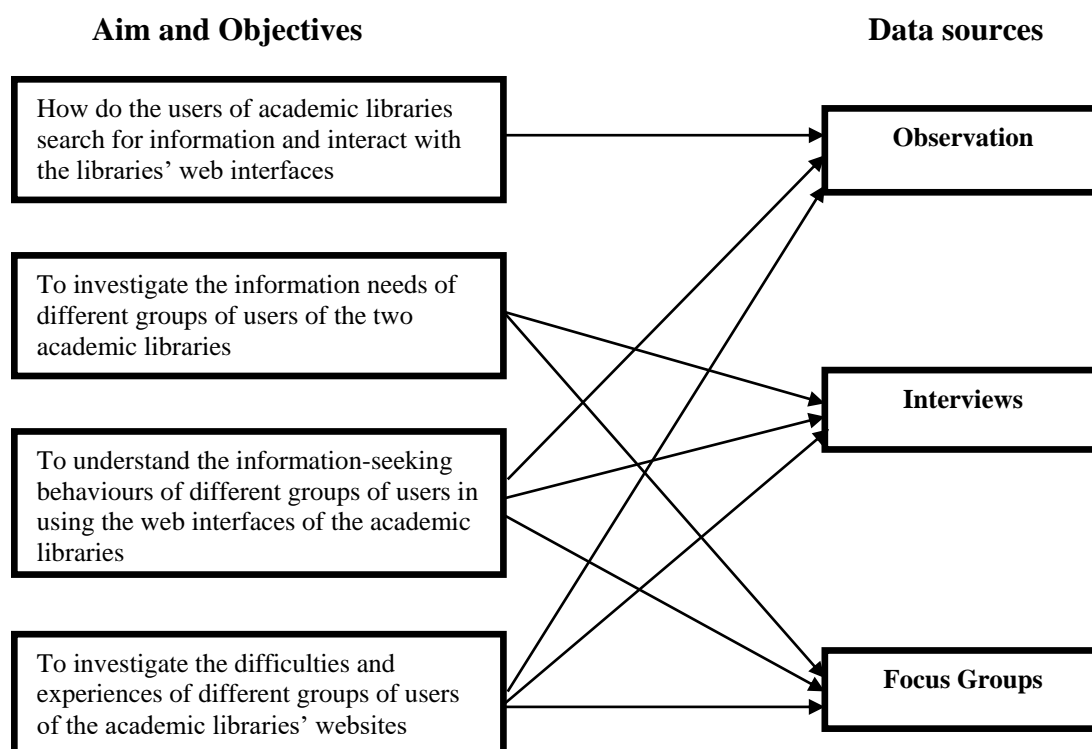 Aim and Objectives
Data sources
How do the users of academic libraries
search for information and interact with
the libraries’ web interfaces
Observation
To investigate the information needs of
different groups of users of the two
academic libraries
Interviews
To understand the information-seeking
behaviours of different groups of users in
using the web interfaces of the academic
libraries
To investigate the difficulties and
experiences of different groups of users
of the academic libraries’ websites
Focus Groups